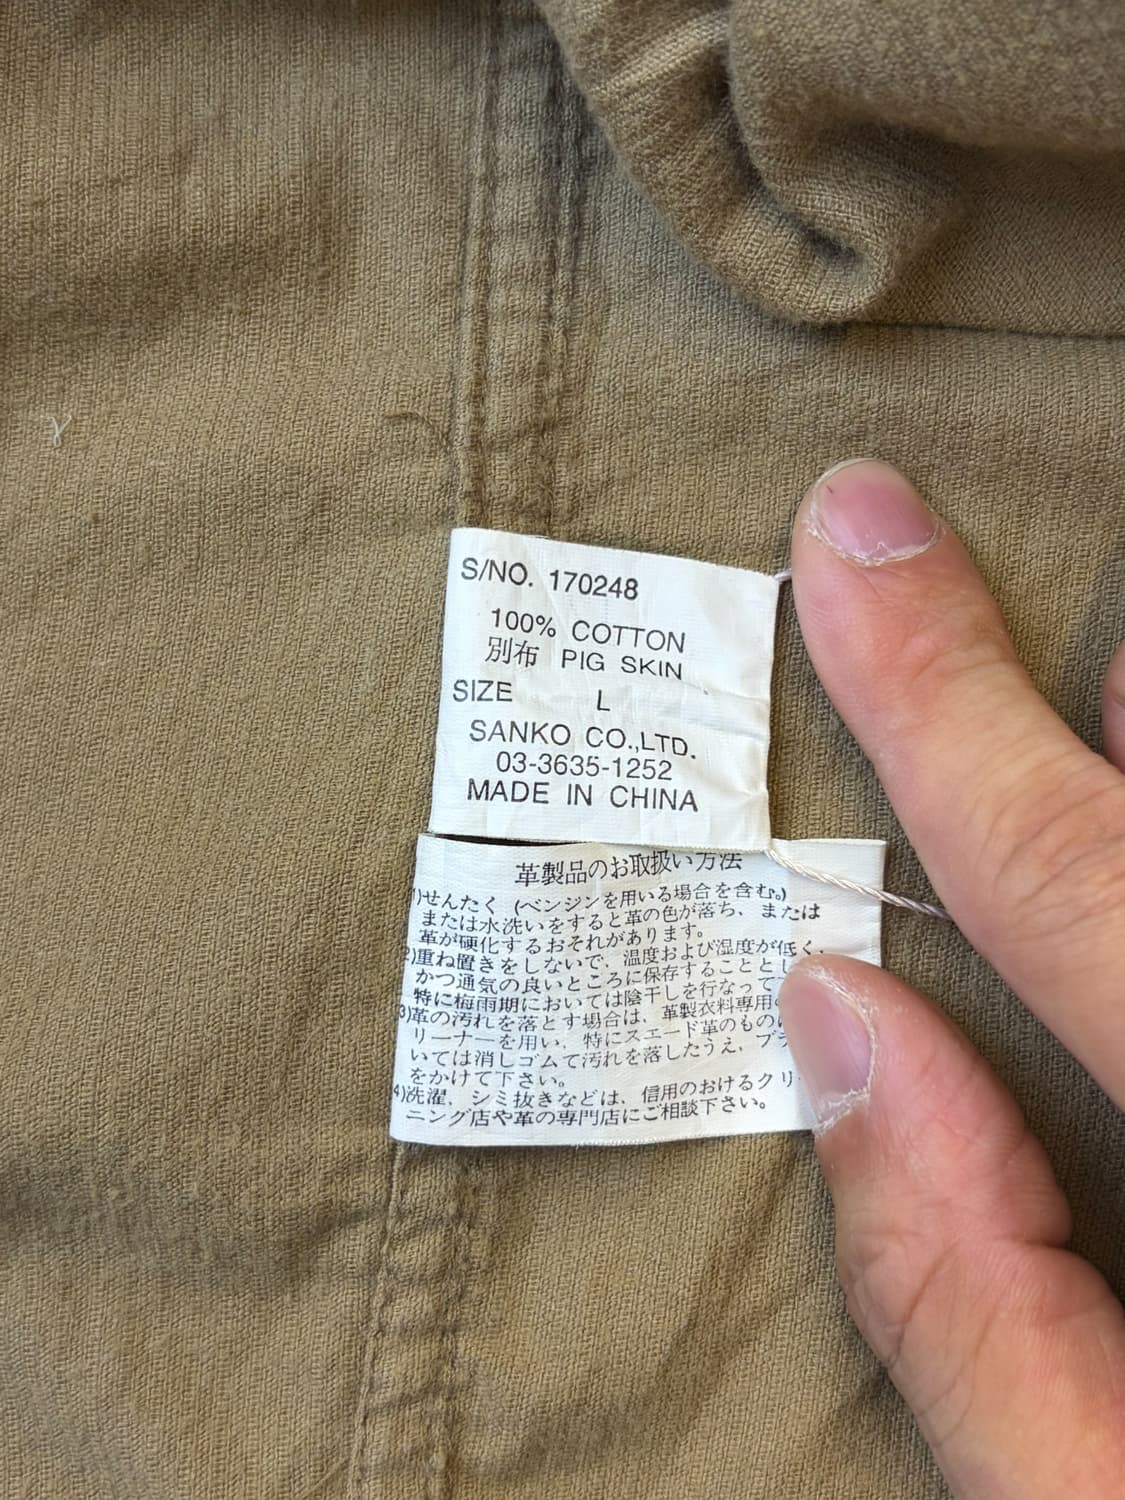 S/NO. 170248
100% COTTON
別布 PIG SKIN
SIZE L
SANKO CO.,LTD.
03-3635-1252
MADE IN CHINA
革製品のお取扱い方法
1)せんたく (ベンジンを用いる場合を含む。)
または水洗いをすると革の色が落ち、または
革が硬化するおそれがあります。
2)重ね置きをしないで、温度および湿度が低く、
かつ通気の良いところに保存することとし
特に梅雨期においては陰干しを行なって
3)革の汚れを落とす場合は、革製衣料専用
リーナーを用い、特にスエード革のもの
いては消しゴムて汚れを落したうえ、ブラ
をかけて下さい。
4)洗濯、シミ抜きなどは、信用のおけるクリ
ニング店や革の専門店にご相談下さい。